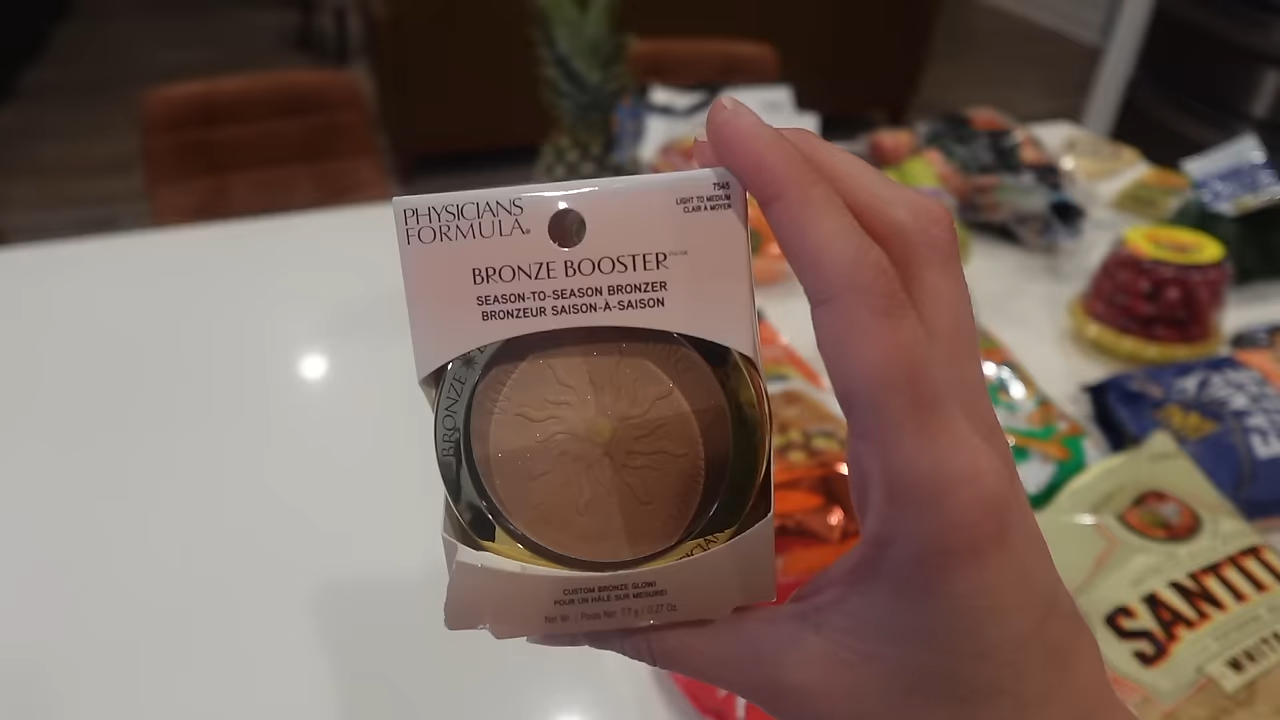 PHYSICIANS
FORMULA®
7545
LIGHT TO MEDIUM
CLAIR À MOYEN
BRONZE BOOSTER
SEASON-TO-SEASON BRONZER
BRONZEUR SAISON-À-SAISON
BRONZE
CUSTOM BRONZE GLOW!
POUR UN HÂLE SUR MESURE!
Net Wt. | Poids Net: 7.7 g / 0.27 Oz.
SANTIT
WHIT